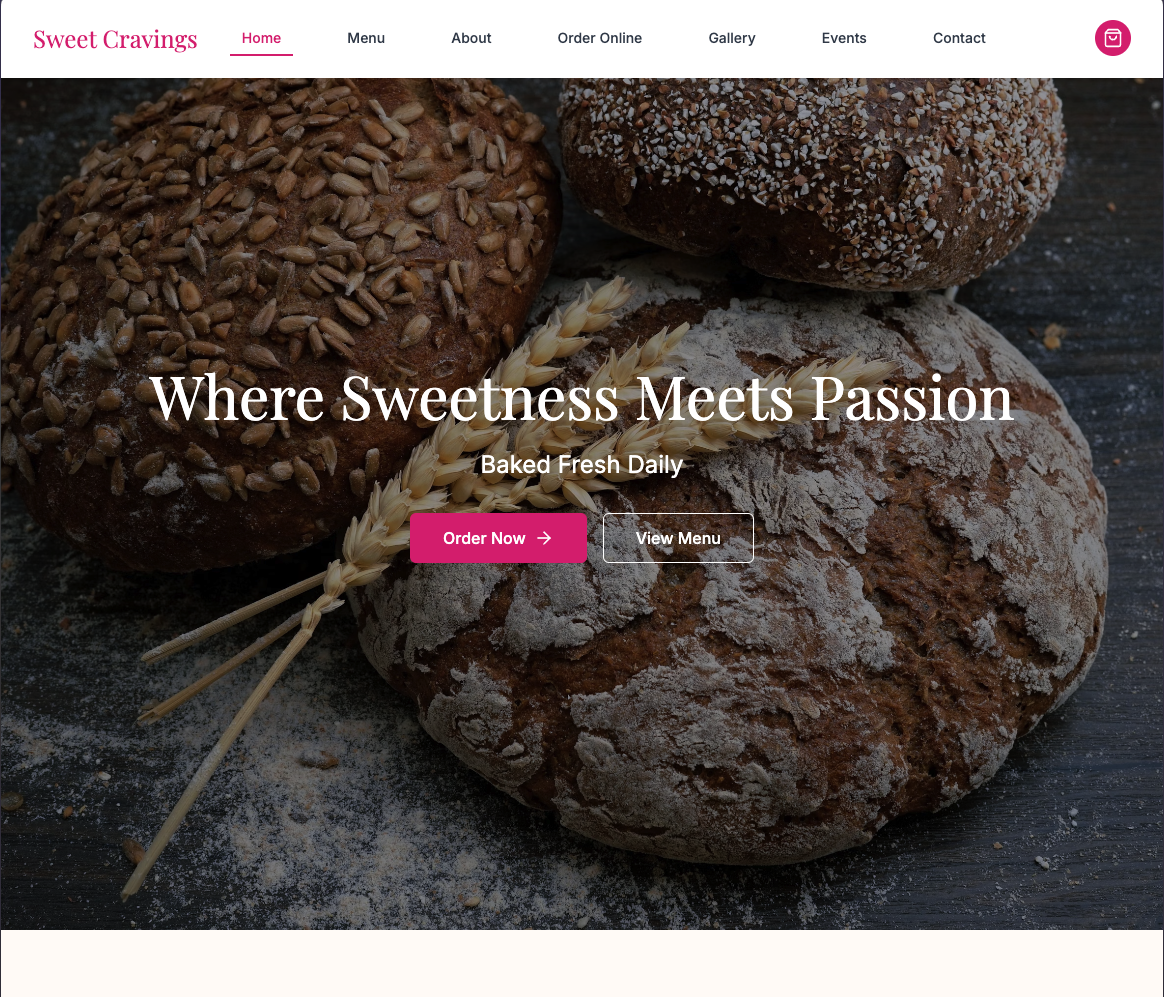 Sweet Cravings
Home
Menu
About
Order Online
Gallery
Events
Contact
Where Sweetness Meets Passion
Baked Fresh Daily
Order Now
View Menu